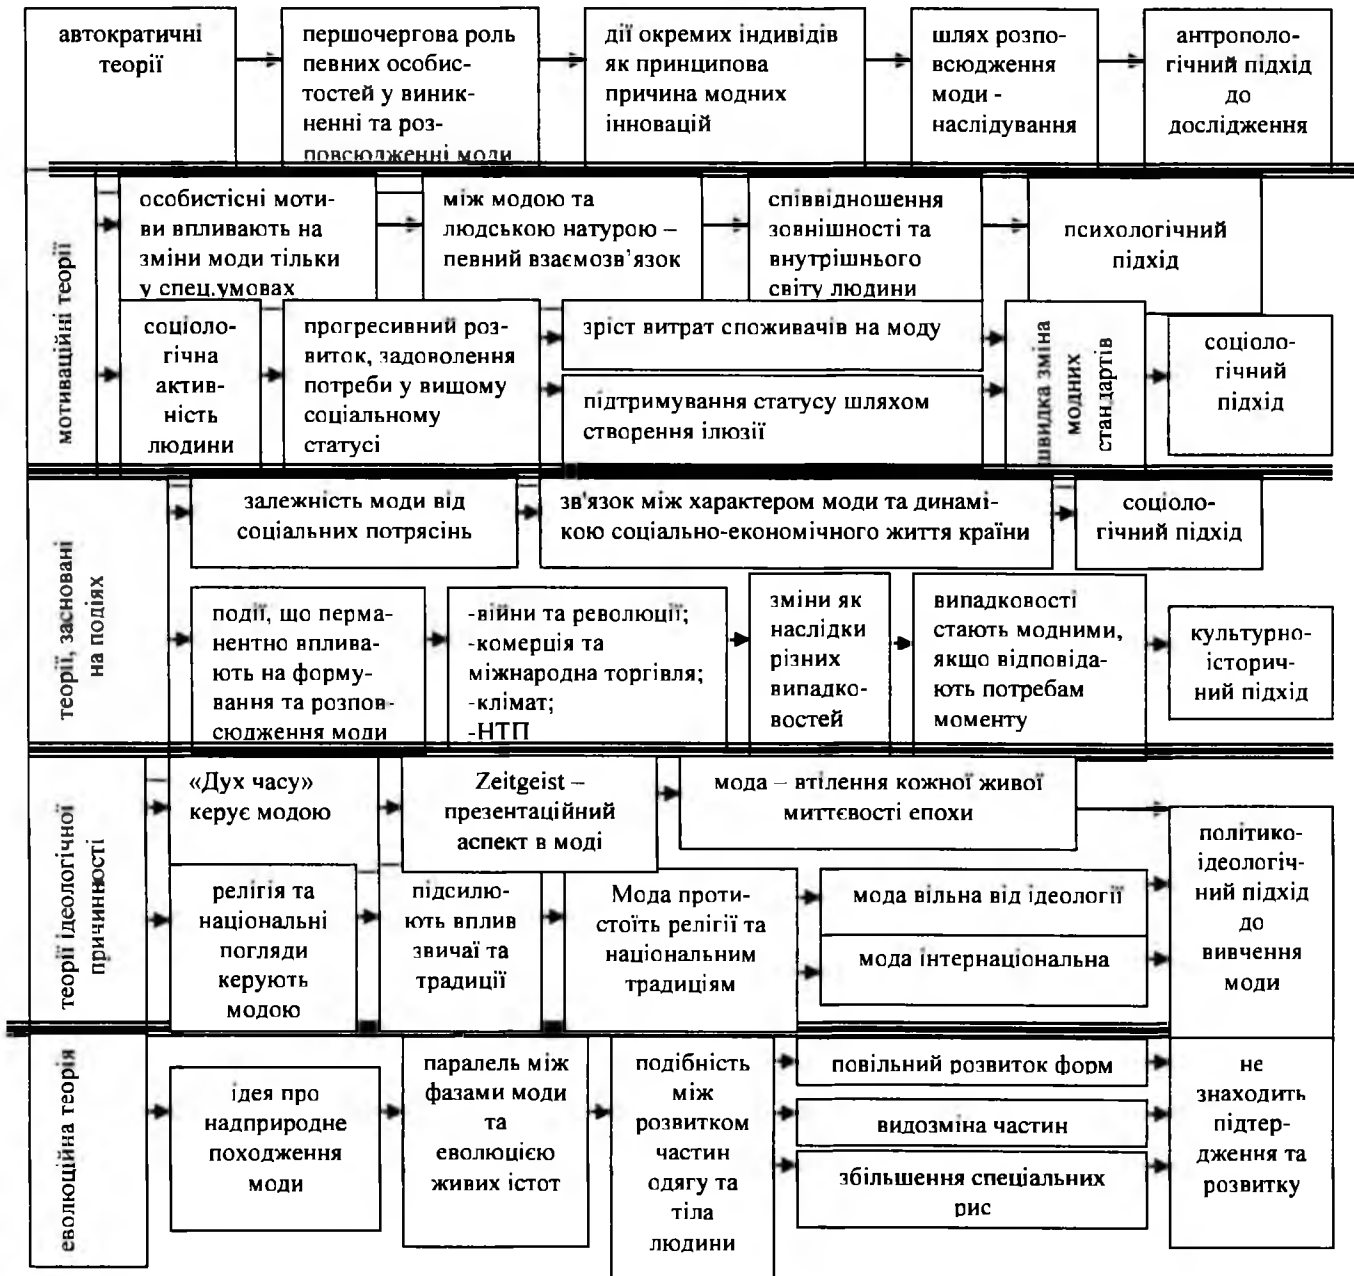 автократичні
теорії
першочергова роль
певних особис-
тостей у виник-
ненні та роз-
повсюдженні моди
дії окремих індивідів
як принципова
причина модних
інновацій
шлях розпо-
всюдження
моди -
наслідування
антрополо-
гічний підхід
до
дослідження
мотиваційні теорії
особистісні моти-
ви впливають на
зміни моди тільки
у спец.умовах
між модою та
людською натурою –
певний взаємозв'язок
співвідношення
зовнішності та
внутрішнього
світу людини
психологічний
підхід
соціоло-
гічна
актив-
ність
людини
прогресивний роз-
виток, задоволення
потреби у вищому
соціальному
статусі
зріст витрат споживачів на моду
підтримування статусу шляхом
створення ілюзії
швидка зміна
модних
стандартів
соціоло-
гічний
підхід
теорії, засновані
на подіях
залежність моди від
соціальних потрясінь
зв'язок між характером моди та динамі-
кою соціально-економічного життя країни
соціоло-
гічний підхід
події, що перма-
нентно вплива-
ють на форму-
вання та розпов-
сюдження моди
-війни та революції;
-комерція та
міжнародна торгівля;
-клімат;
-НТП
зміни як
наслідки
різних
випадко-
востей
випадковості
стають модними,
якщо відповіда-
ють потребам
моменту
культурно-
історич-
ний підхід
теорії ідеологічної
причинності
«Дух часу»
керує модою
Zeitgeist –
презентаційний
аспект в моді
мода – втілення кожної живої
миттєвості епохи
політико-
ідеологіч-
ний підхід
до
вивчення
моди
релігія та
національні
погляди
керують
модою
підсилю-
ють вплив
звичаї та
традиції
Мода проти-
стоїть релігії та
національним
традиціям
мода вільна від ідеології
мода інтернаціональна
еволюційна теорія
ідея про
надприродне
походження
моди
паралель між
фазами моди
та
еволюцією
живих істот
подібність
між
розвитком
частин
одягу та
тіла
людини
повільний розвиток форм
видозміна частин
збільшення спеціальних
рис
не
знаходить
підтер-
дження та
розвитку